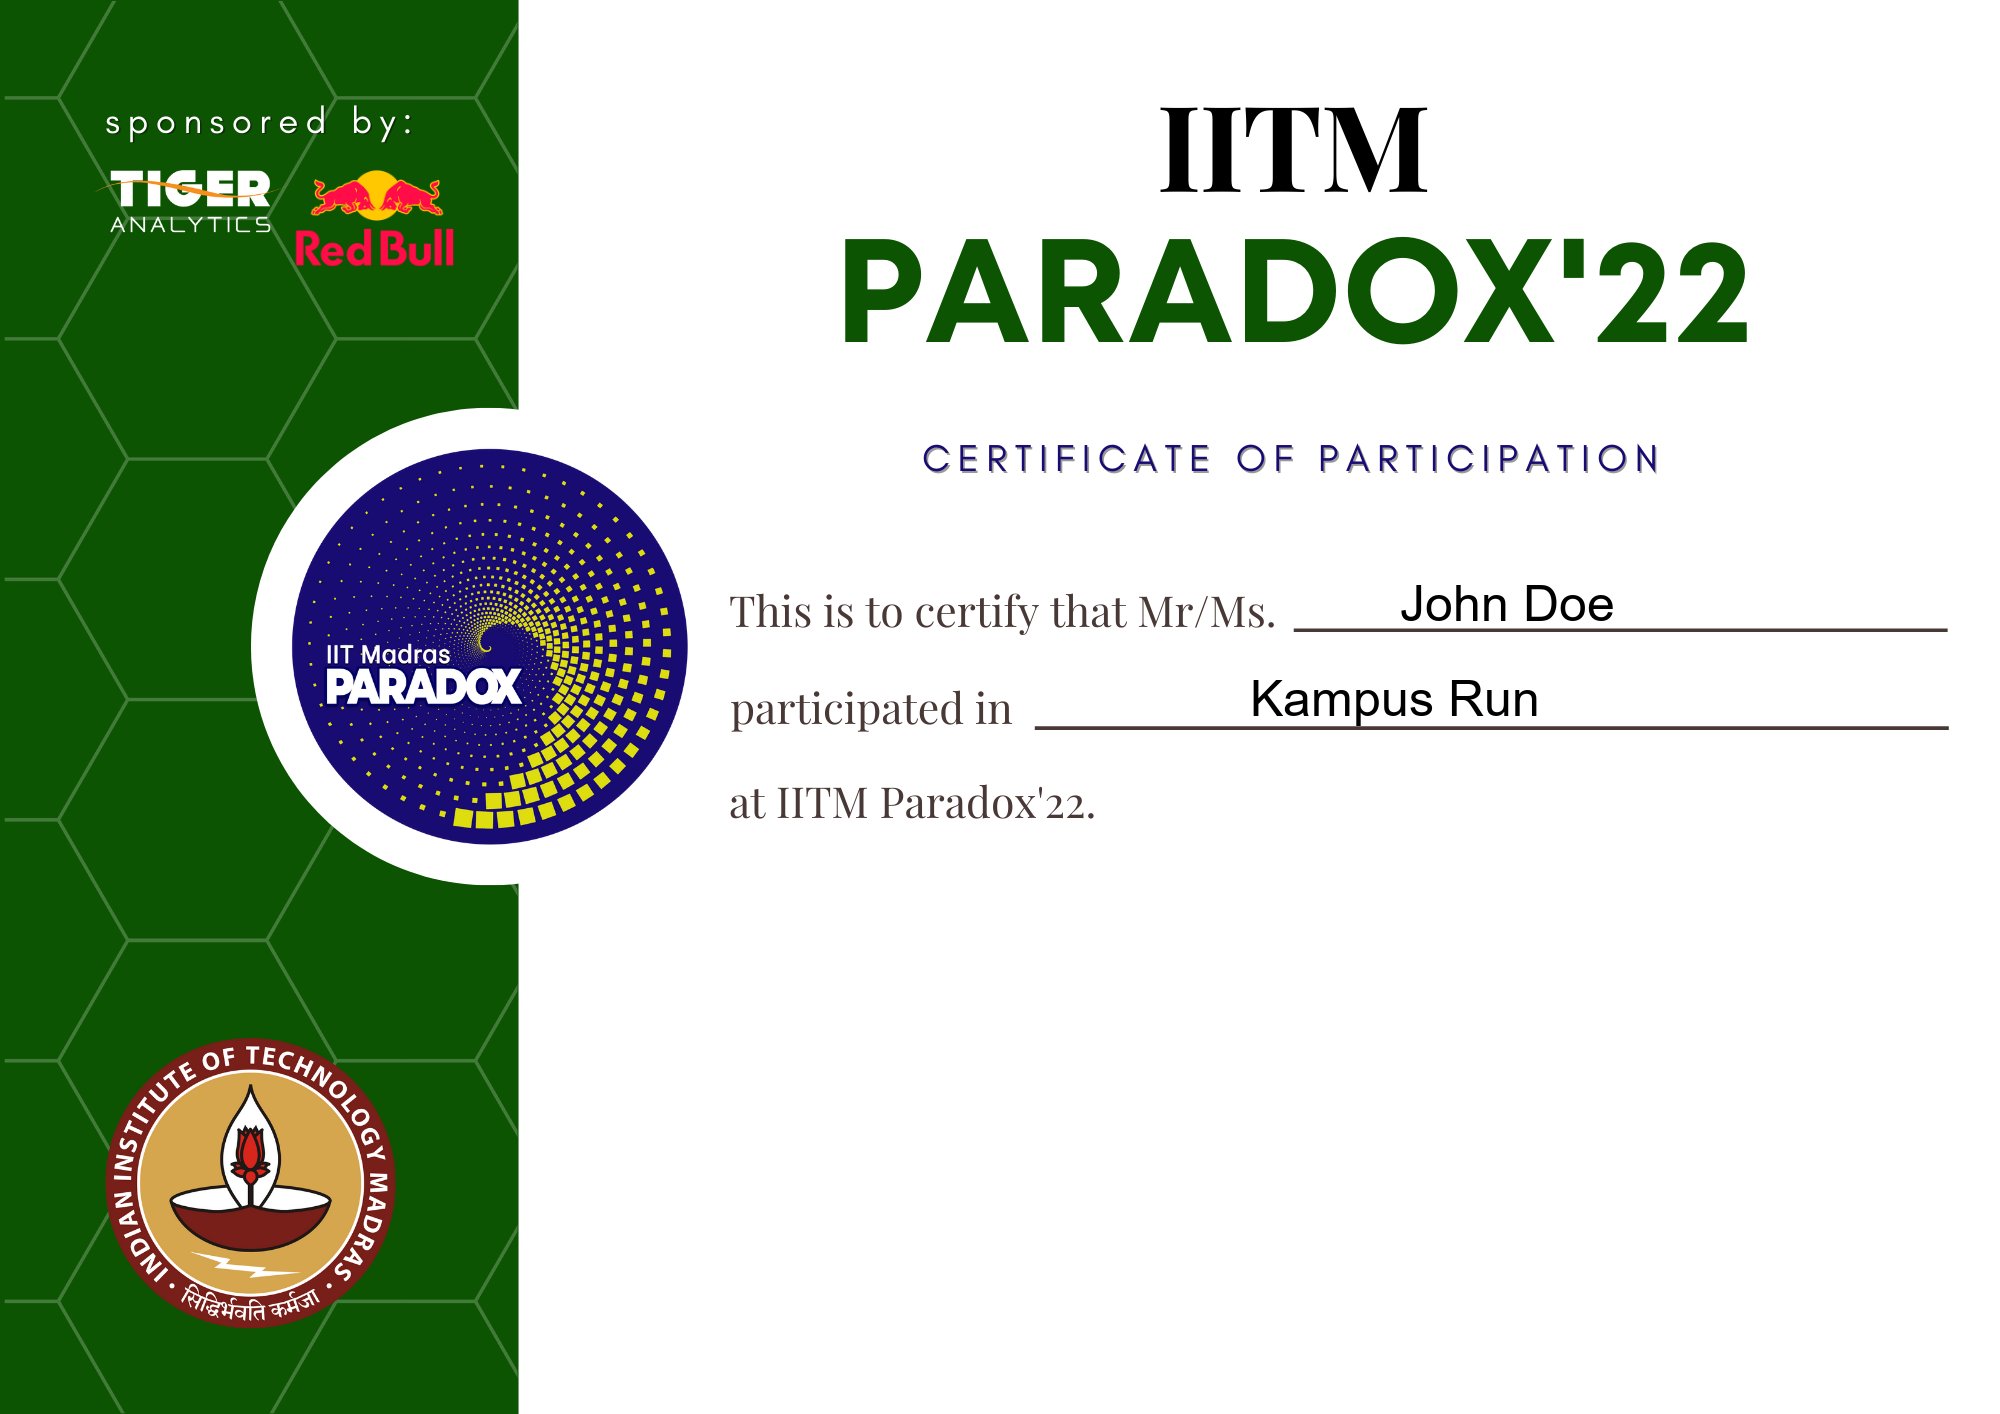 sponsored by:
TIGER
ANALYTICS
Red Bull
IITM
PARADOX'22
CERTIFICATE OF PARTICIPATION
This is to certify that Mr/Ms. John Doe
participated in Kampus Run
at IITM Paradox'22.
IIT Madras
PARADOX
INDIAN INSTITUTE OF TECHNOLOGY MADRAS
सिद्धिर्भवति कर्मजा